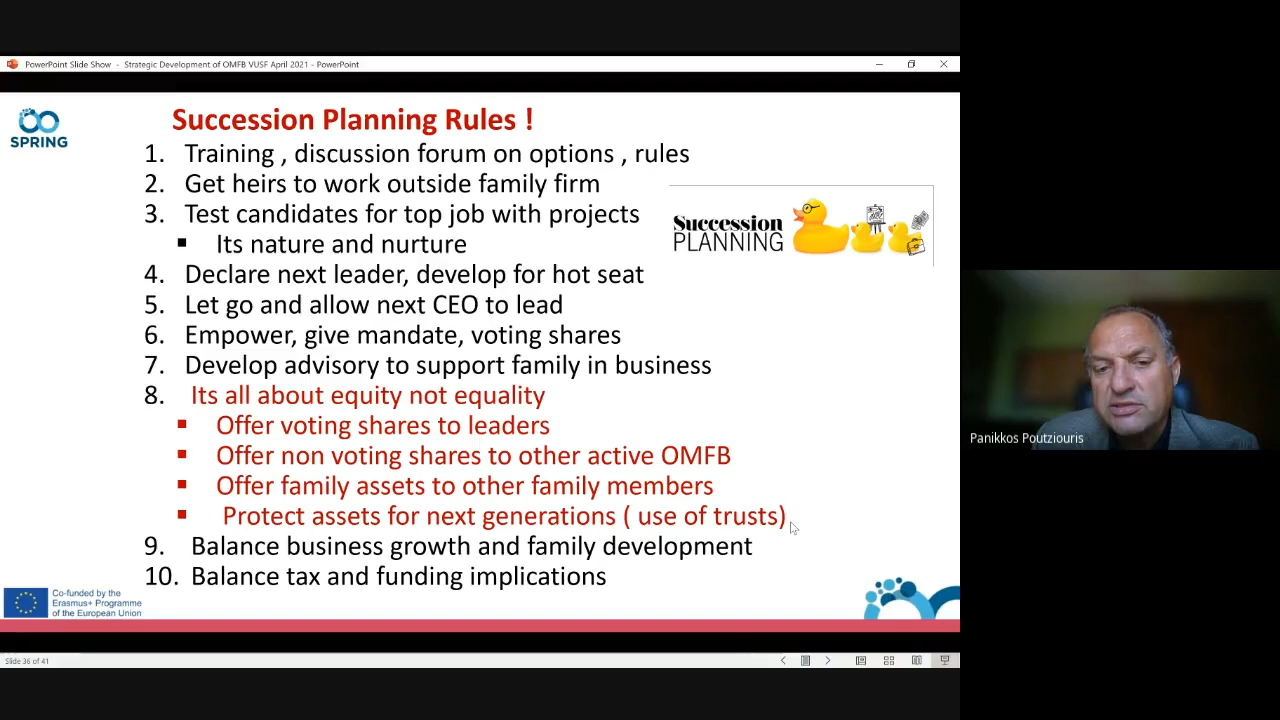 PowerPoint Slide Show - Strategic Development of OMFB VUSF April 2021 - PowerPoint
SPRING
Succession Planning Rules !
1. Training , discussion forum on options , rules
2. Get heirs to work outside family firm
3. Test candidates for top job with projects
▪ Its nature and nurture
4. Declare next leader, develop for hot seat
5. Let go and allow next CEO to lead
6. Empower, give mandate, voting shares
7. Develop advisory to support family in business
8. Its all about equity not equality
▪ Offer voting shares to leaders
▪ Offer non voting shares to other active OMFB
▪ Offer family assets to other family members
▪ Protect assets for next generations ( use of trusts)
9. Balance business growth and family development
10. Balance tax and funding implications
Succession
PLANNING
Co-funded by the
Erasmus+ Programme
of the European Union
Slide 36 of 41
Panikkos Poutziouris